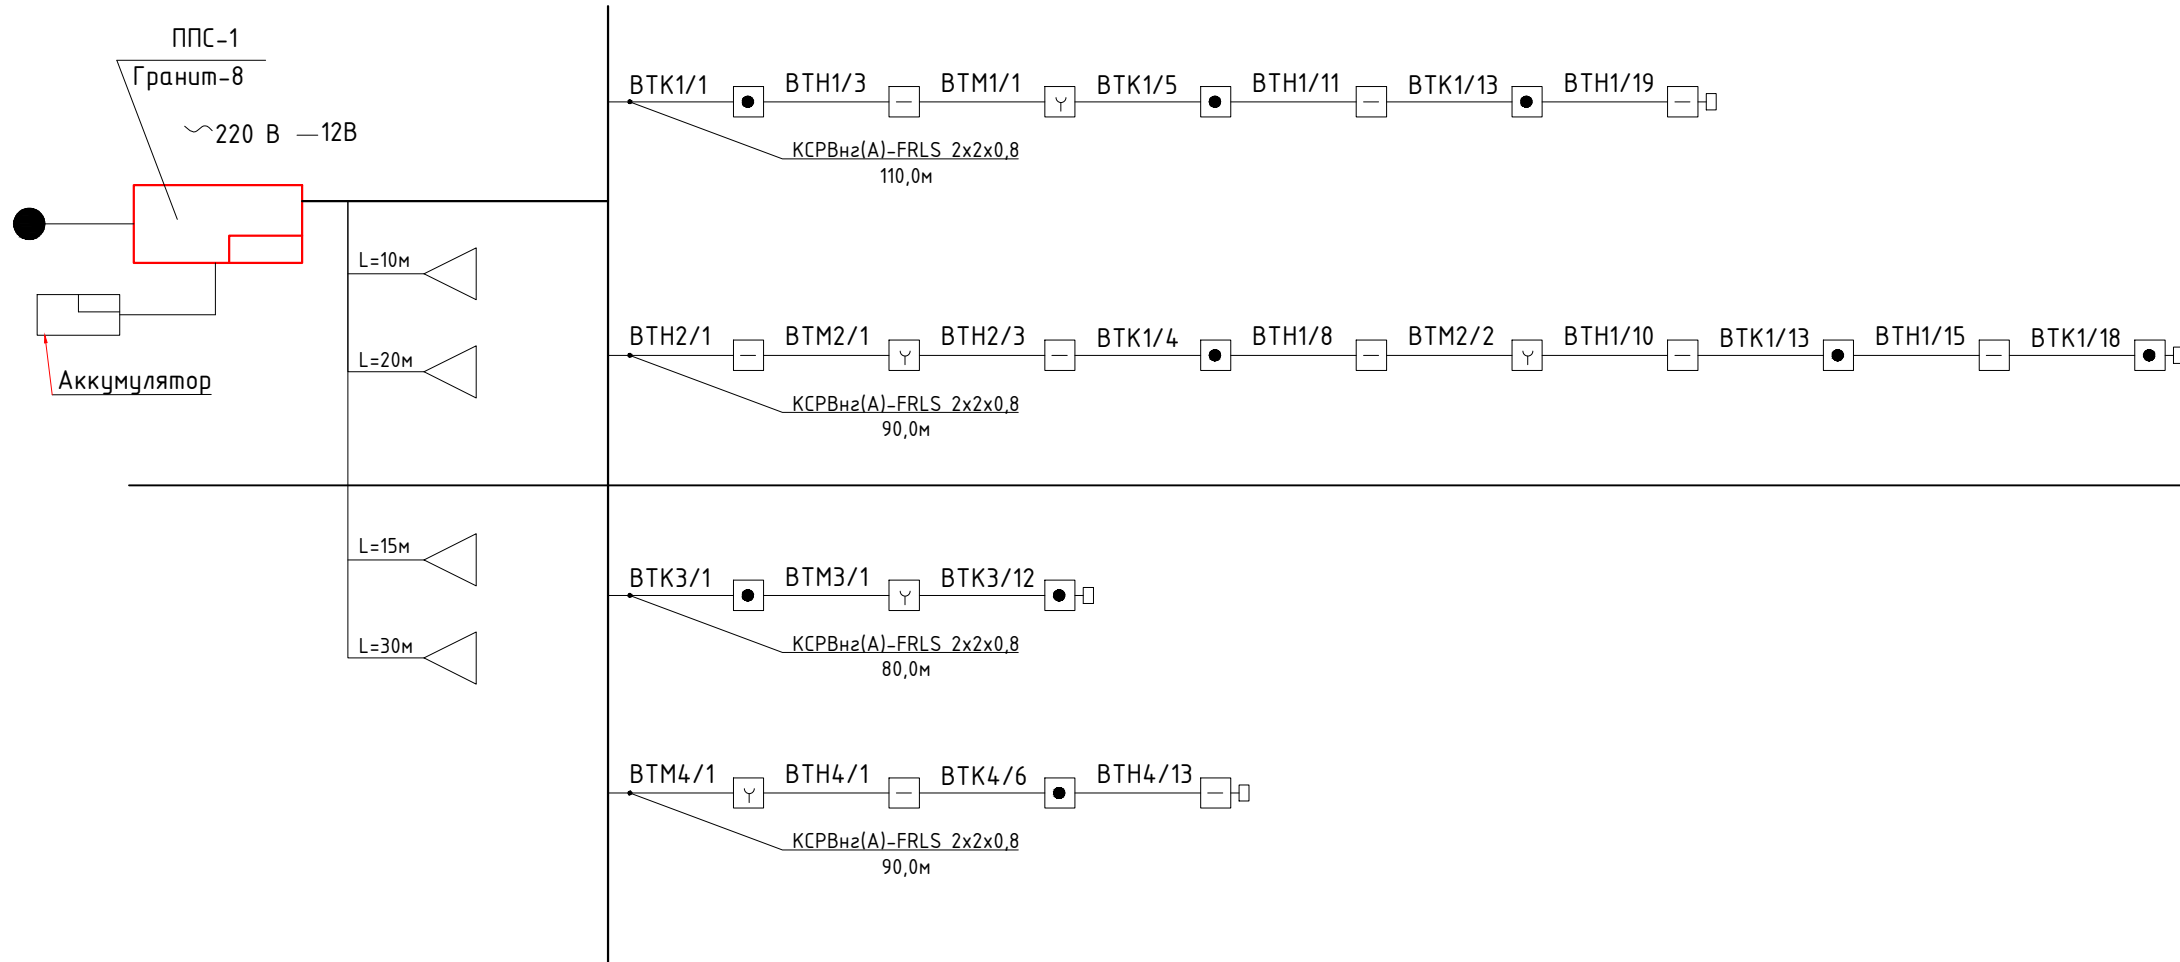 ППС-1
Гранит-8
220 В —12В
Аккумулятор
L=10м
L=20м
L=15м
L=30м
ВТК1/1 ВТН1/3 ВТМ1/1 ВТК1/5 ВТН1/11 ВТК1/13 ВТН1/19
КСРВнг(А)-FRLS 2х2х0,8
110,0м
ВТН2/1 ВТМ2/1 ВТН2/3 ВТК1/4 ВТН1/8 ВТМ2/2 ВТН1/10 ВТК1/13 ВТН1/15 ВТК1/18
КСРВнг(А)-FRLS 2х2х0,8
90,0м
ВТК3/1 ВТМ3/1 ВТК3/12
КСРВнг(А)-FRLS 2х2х0,8
80,0м
ВТМ4/1 ВТН4/1 ВТК4/6 ВТН4/13
КСРВнг(А)-FRLS 2х2х0,8
90,0м